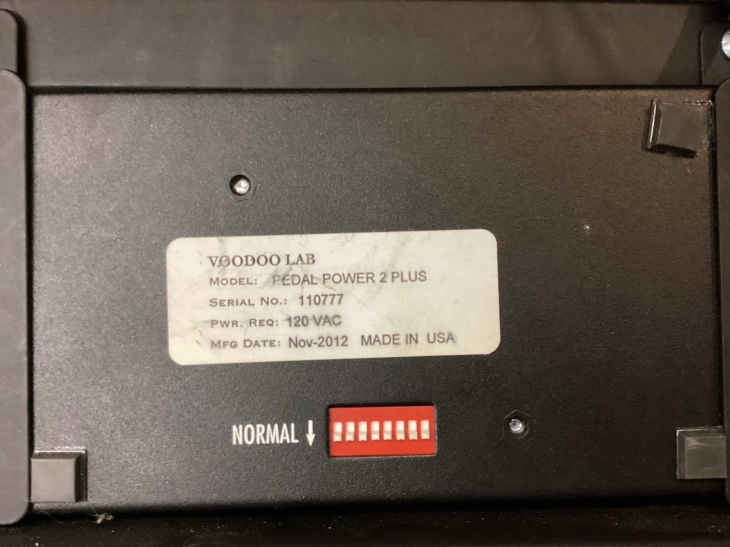 VOODOO LAB
MODEL: PEDAL POWER 2 PLUS
SERIAL NO.: 110777
PWR. REQ: 120 VAC
MFG DATE: Nov-2012 MADE IN USA
NORMAL ↓